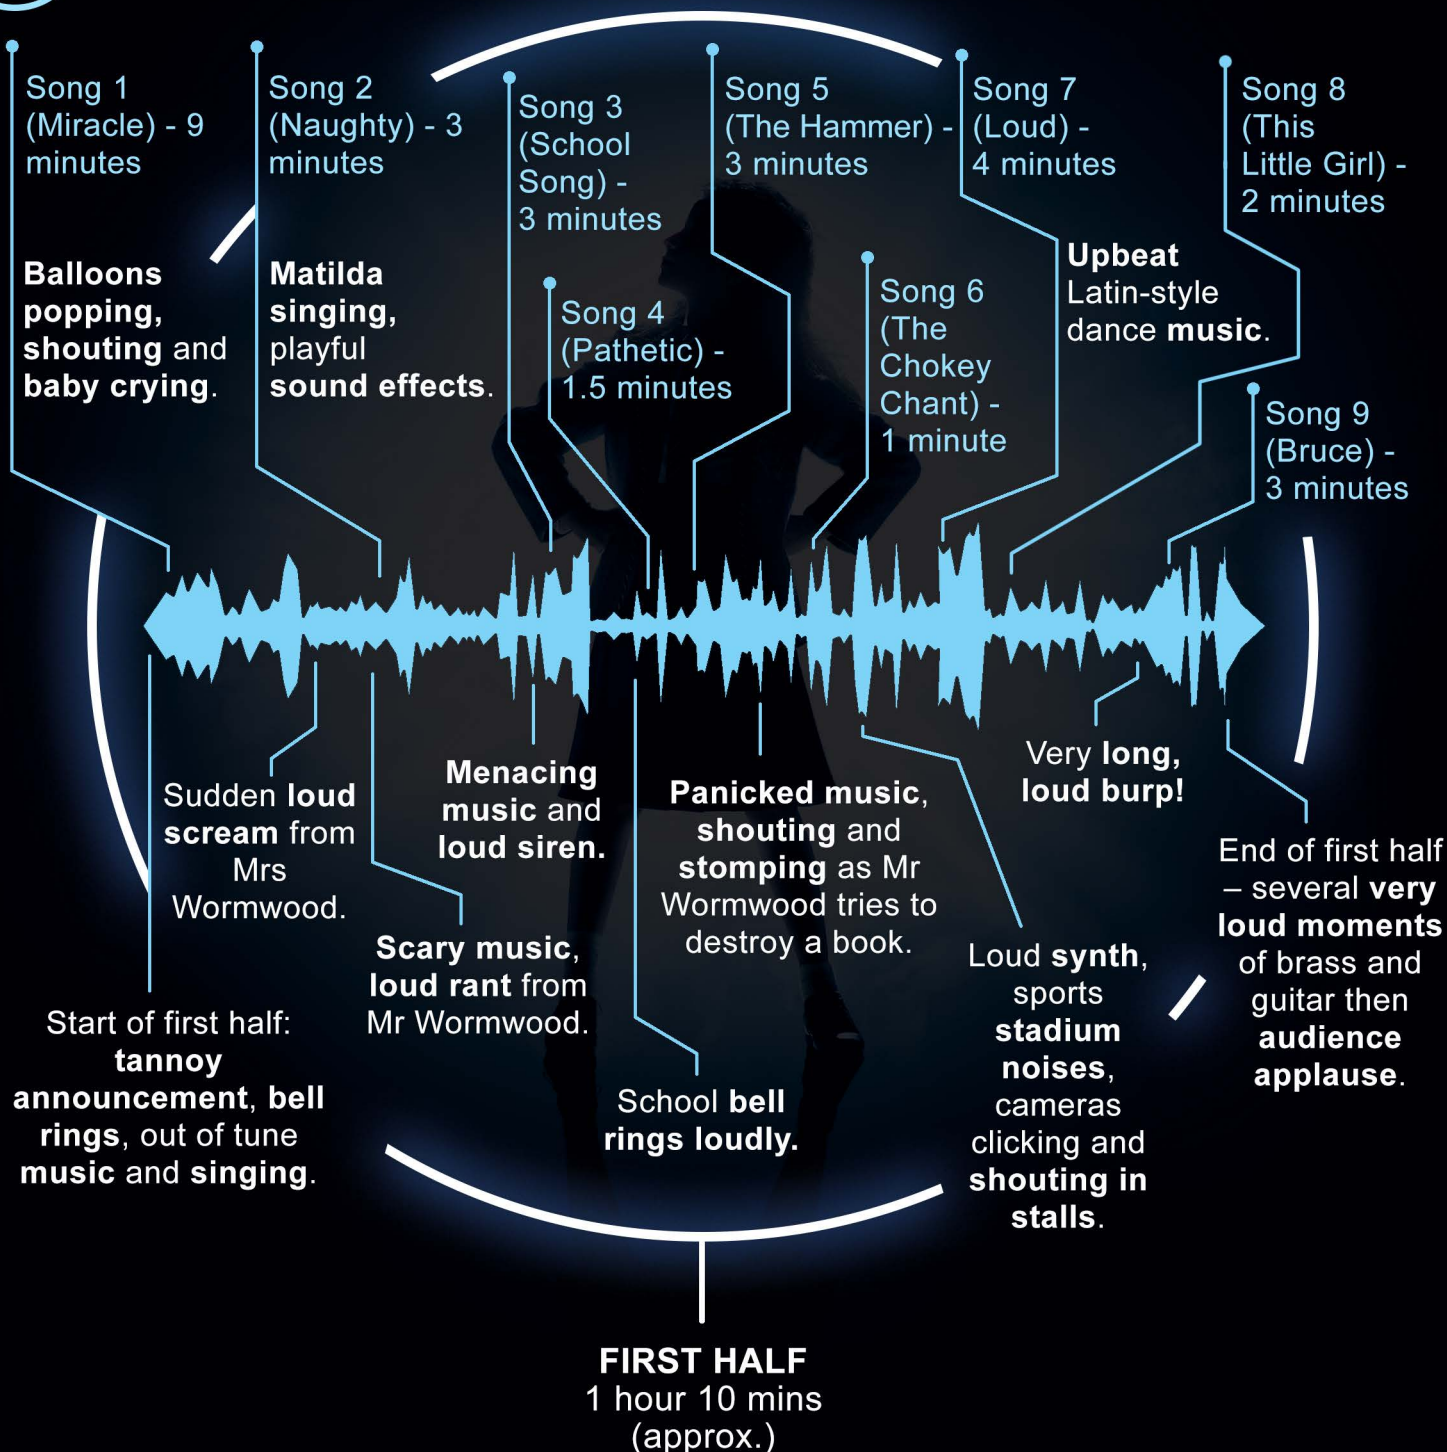 Song 1
(Miracle) - 9
minutes
Balloons
popping,
shouting and
baby crying.
Song 2
(Naughty) - 3
minutes
Matilda
singing,
playful
sound effects.
Song 3
(School
Song) -
3 minutes
Song 4
(Pathetic) -
1.5 minutes
Song 5
(The Hammer) -
3 minutes
Song 6
(The
Chokey
Chant) -
1 minute
Song 7
(Loud) -
4 minutes
Upbeat
Latin-style
dance music.
Song 8
(This
Little Girl) -
2 minutes
Song 9
(Bruce) -
3 minutes
Start of first half:
tannoy
announcement, bell
rings, out of tune
music and singing.
Sudden loud
scream from
Mrs
Wormwood.
Scary music,
loud rant from
Mr Wormwood.
Menacing
music and
loud siren.
School bell
rings loudly.
Panicked music,
shouting and
stomping as Mr
Wormwood tries to
destroy a book.
Loud synth,
sports
stadium
noises,
cameras
clicking and
shouting in
stalls.
Very long,
loud burp!
End of first half
– several very
loud moments
of brass and
guitar then
audience
applause.
FIRST HALF
1 hour 10 mins
(approx.)